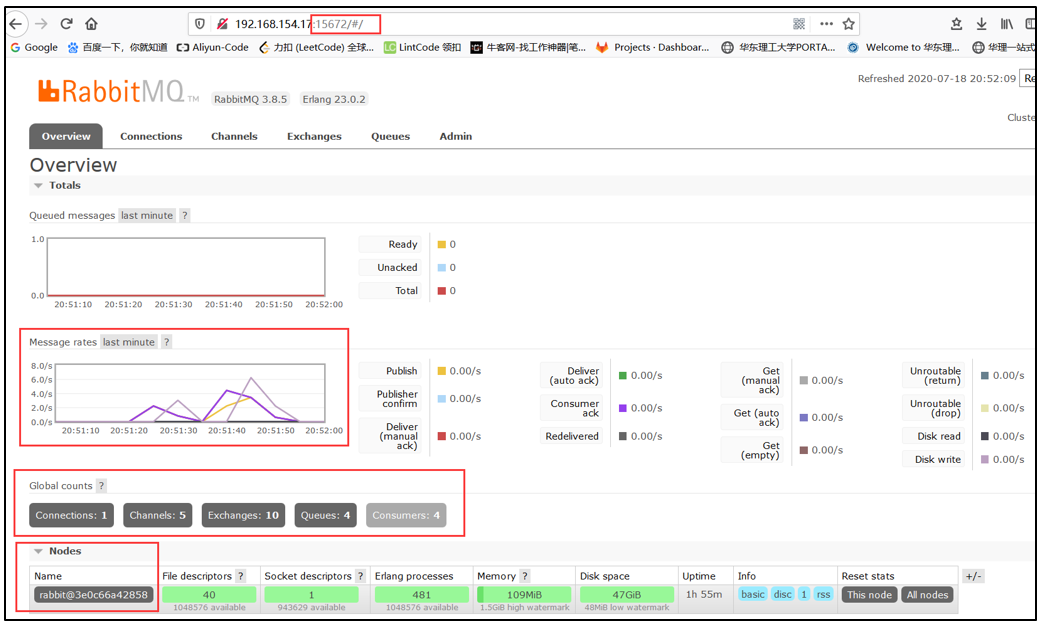 192.168.154.17:15672/#/
Google 百度一下，你就知道 Aliyun-Code 力扣 (LeetCode) 全球... LC LintCode 领扣 牛客网-找工作神器|笔... Projects · Dashboar... 华东理工大学PORTA... Welcome to 华东理... 华理一站式
Refreshed 2020-07-18 20:52:09 Re
RabbitMQ TM RabbitMQ 3.8.5 Erlang 23.0.2
Cluste
Overview Connections Channels Exchanges Queues Admin
Overview
Totals
Queued messages last minute ?
1.0
0.0
20:51:10 20:51:20 20:51:30 20:51:40 20:51:50 20:52:00
Ready 0
Unacked 0
Total 0
Message rates last minute ?
8.0/s
6.0/s
4.0/s
2.0/s
0.0/s
20:51:10 20:51:20 20:51:30 20:51:40 20:51:50 20:52:00
Publish 0.00/s
Publisher
confirm 0.00/s
Deliver
(manual
ack) 0.00/s
Deliver
(auto ack) 0.00/s
Consumer
ack 0.00/s
Redelivered 0.00/s
Get
(manual
ack) 0.00/s
Get (auto
ack) 0.00/s
Get
(empty) 0.00/s
Unroutable
(return) 0.00/s
Unroutable
(drop) 0.00/s
Disk read 0.00/s
Disk write 0.00/s
Global counts ?
Connections: 1 Channels: 5 Exchanges: 10 Queues: 4 Consumers: 4
Nodes
Name File descriptors ? Socket descriptors ? Erlang processes Memory ? Disk space Uptime Info Reset stats +/-
rabbit@3e0c66a42858 40 1 481 109MiB 47GiB 1h 55m basic disc 1 rss This node All nodes
1048576 available 943629 available 1048576 available 1.5GiB high watermark 48MiB low watermark